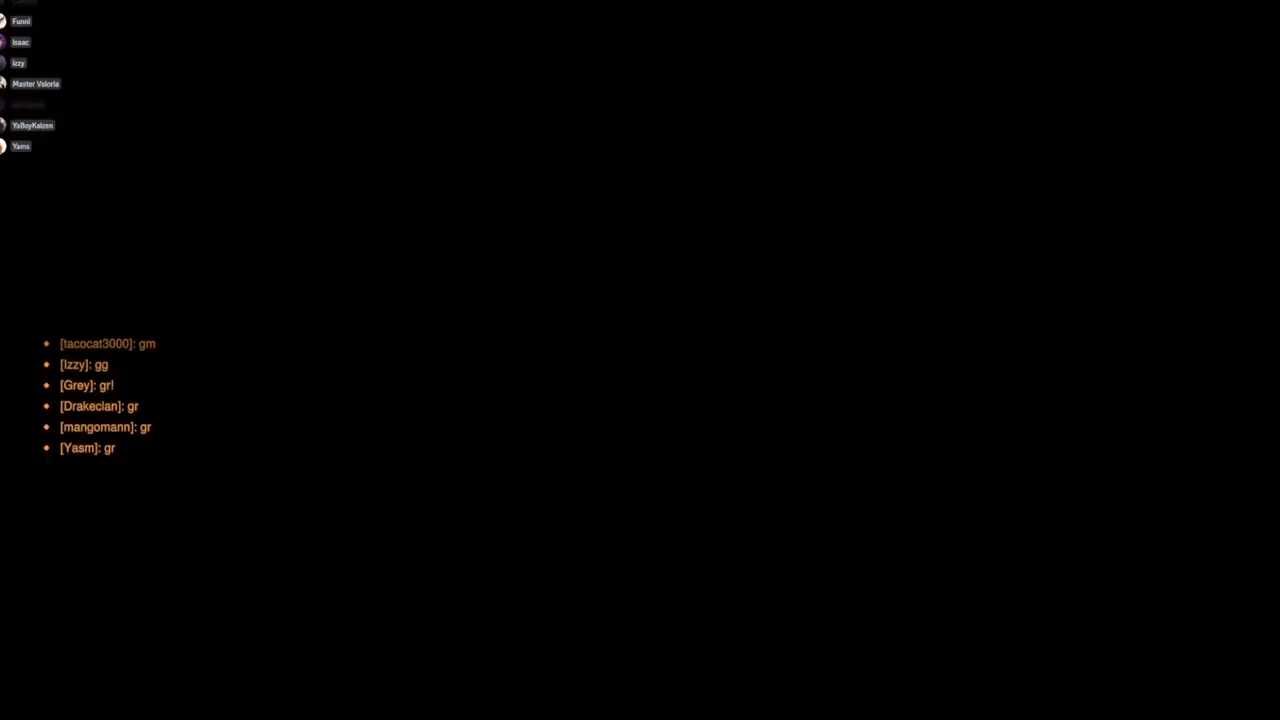 Funni
Isaac
izzy
Master Valoria
YaBoyKaizen
Yams
[tacocat3000]: gm
[Izzy]: gg
[Grey]: gr!
[Drakeclan]: gr
[mangomann]: gr
[Yasm]: gr